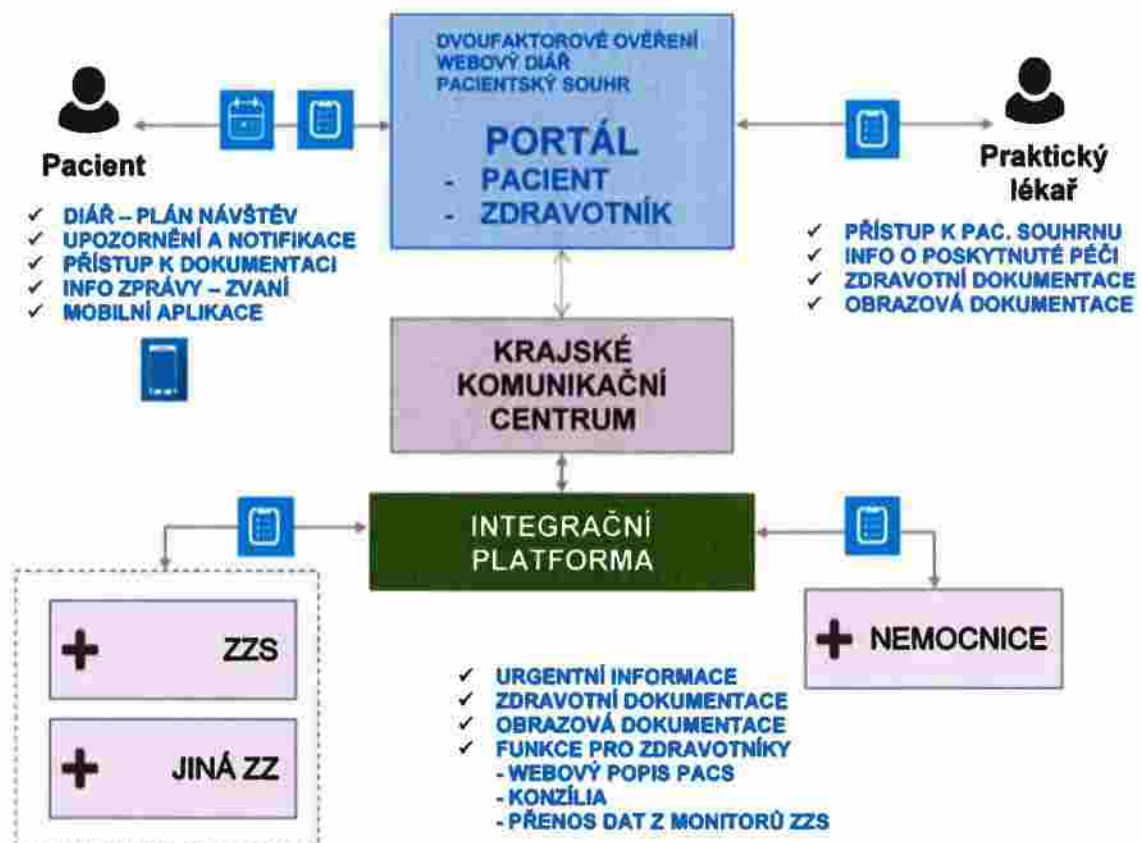 DVOUFAKTOROVÉ OVĚŘENÍ
WEBOVÝ DIÁŘ
PACIENTSKÝ SOUHR
PORTÁL
- PACIENT
- ZDRAVOTNÍK
Pacient
✓ DIÁŘ – PLÁN NÁVŠTĚV
✓ UPOZORNĚNÍ A NOTIFIKACE
✓ PŘÍSTUP K DOKUMENTACI
✓ INFO ZPRÁVY – ZVANÍ
✓ MOBILNÍ APLIKACE
Praktický
lékař
✓ PŘÍSTUP K PAC. SOUHRNU
✓ INFO O POSKYTNUTÉ PÉČI
✓ ZDRAVOTNÍ DOKUMENTACE
✓ OBRAZOVÁ DOKUMENTACE
KRAJSKÉ
KOMUNIKAČNÍ
CENTRUM
INTEGRAČNÍ
PLATFORMA
ZZS
JINÁ ZZ
NEMOCNICE
✓ URGENTNÍ INFORMACE
✓ ZDRAVOTNÍ DOKUMENTACE
✓ OBRAZOVÁ DOKUMENTACE
✓ FUNKCE PRO ZDRAVOTNÍKY
- WEBOVÝ POPIS PACS
- KONZÍLIA
- PŘENOS DAT Z MONITORŮ ZZS